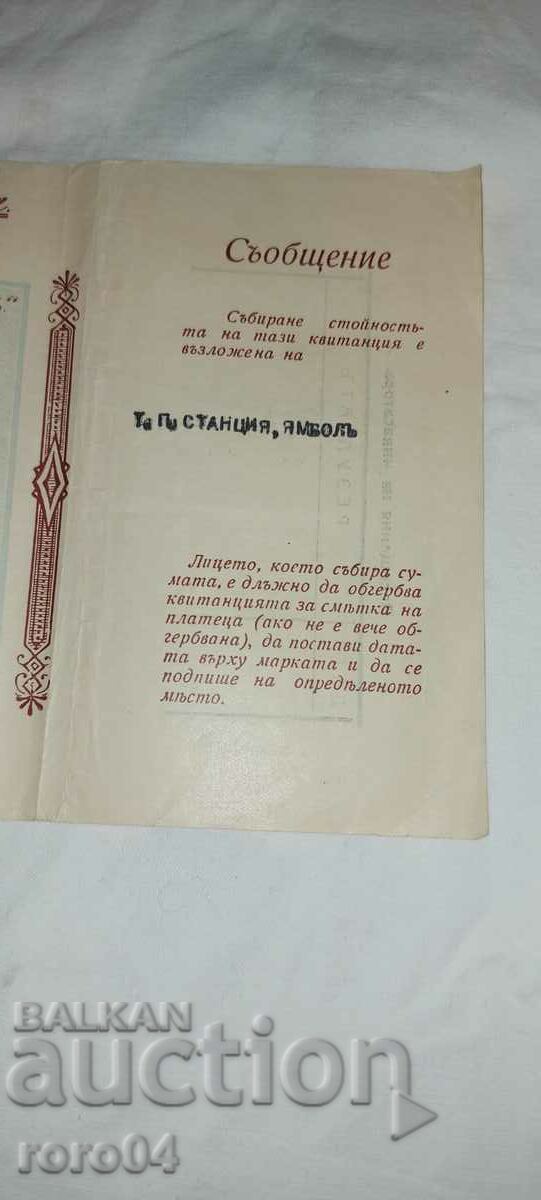 Съобщение
Събиране стойность-
та на тази квитанция е
възложена на
Т. П. СТАНЦИЯ, ЯМБОЛЪ
РЕЗУЛТАТЪ
Лицето, което събира су-
мата, е длъжно да обгербва
квитанцията за смѣтка на
платеца (ако не е вече об-
гербвана), да постави дата-
та върху марката и да се
подпише на опредѣленото
мѣсто.
BALKAN
auction
roro04